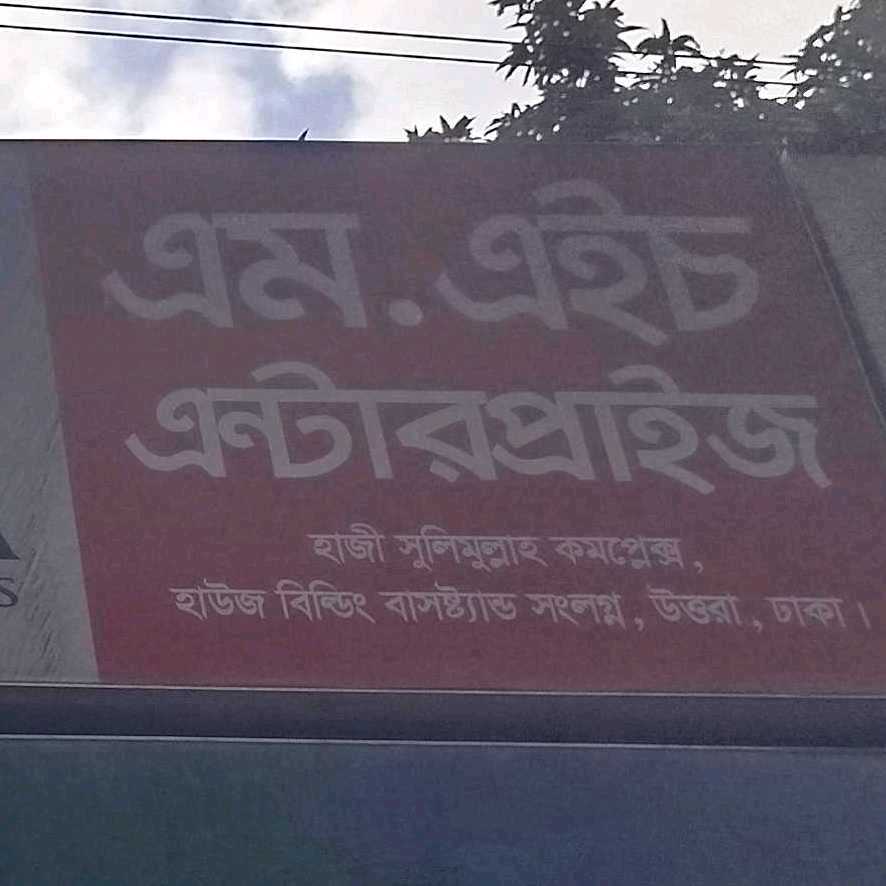 এম. এইচ
এন্টারপ্রাইজ
হাজী সুলিমুল্লাহ কমপ্লেক্স,
হাউজ বিল্ডিং বাসষ্ট্যান্ড সংলগ্ন, উত্তরা, ঢাকা।
S